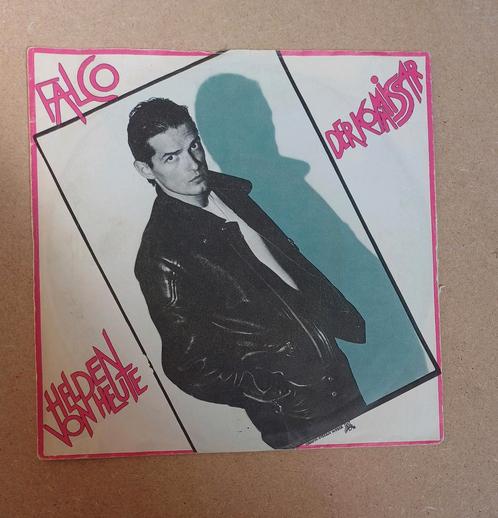 FALCO
DER KOMMISSAR
HELDEN
VON HEUTE